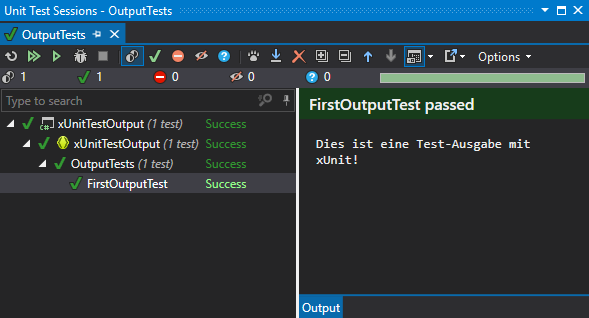 Unit Test Sessions - OutputTests
OutputTests
Options
1 1 0 0 0
Type to search
xUnitTestOutput (1 test) Success
xUnitTestOutput (1 test) Success
OutputTests (1 test) Success
FirstOutputTest Success
FirstOutputTest passed
Dies ist eine Test-Ausgabe mit
xUnit!
Output